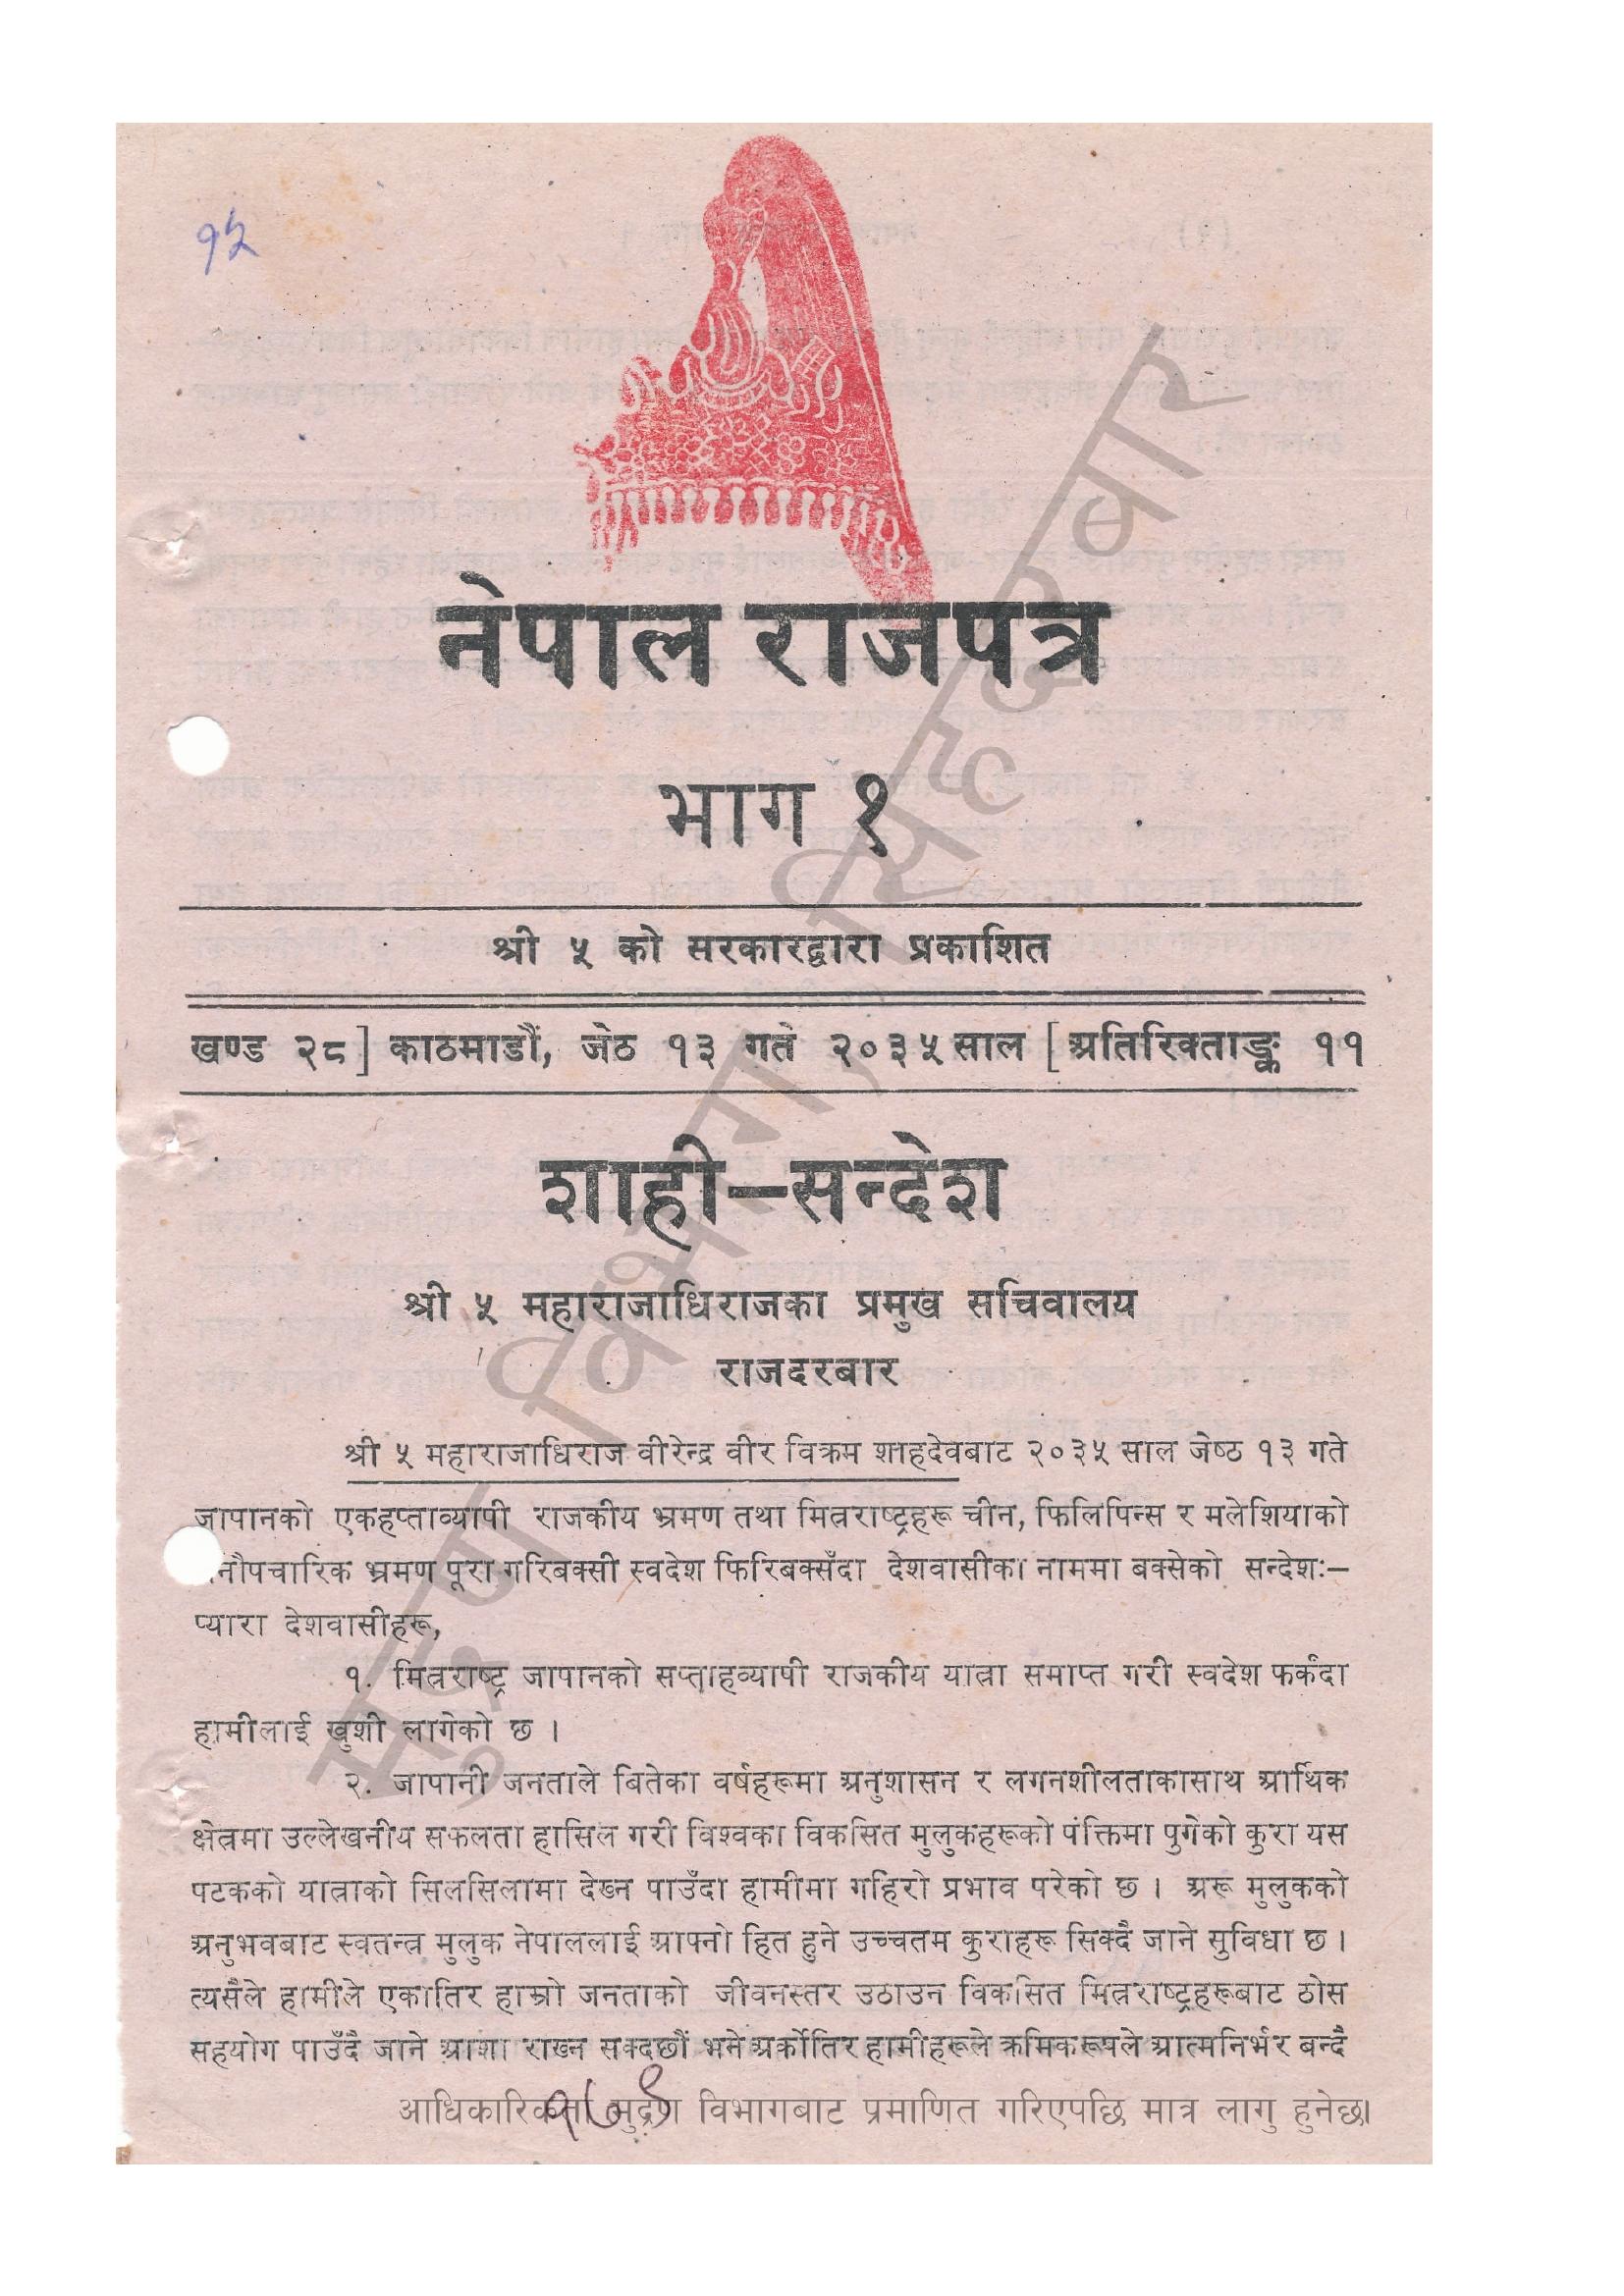 १५
नेपाल राजपत्र
भाग १
श्री ५ को सरकारद्वारा प्रकाशित
खण्ड २८] काठमाडौं, जेठ १३ गते २०३५ साल [अतिरिक्ताङ्क ११
शाही–सन्देश
श्री ५ महाराजाधिराजका प्रमुख सचिवालय
राजदरबार
श्री ५ महाराजाधिराज वीरेन्द्र वीर विक्रम शाहदेवबाट २०३५ साल जेष्ठ १३ गते
जापानको एकहप्ताव्यापी राजकीय भ्रमण तथा मित्रराष्ट्रहरू चीन, फिलिपिन्स र मलेशियाको
अनौपचारिक भ्रमण पूरा गरिबक्सी स्वदेश फिरिबक्सँदा देशवासीका नाममा बक्सेको सन्देशः–
प्यारा देशवासीहरू,
१. मित्रराष्ट्र जापानको सप्ताहव्यापी राजकीय यात्रा समाप्त गरी स्वदेश फर्कंदा
हामीलाई खुशी लागेको छ ।
२. जापानी जनताले बितेका वर्षहरूमा अनुशासन र लगनशीलताकासाथ आर्थिक
क्षेत्रमा उल्लेखनीय सफलता हासिल गरी विश्वका विकसित मुलुकहरूको पंक्तिमा पुगेको कुरा यस
पटकको यात्राको सिलसिलामा देख्न पाउँदा हामीमा गहिरो प्रभाव परेको छ । अरू मुलुकको
अनुभवबाट स्वतन्त्र मुलुक नेपाललाई आफ्नो हित हुने उच्चतम कुराहरू सिक्दै जाने सुविधा छ ।
त्यसैले हामीले एकातिर हाम्रो जनताको जीवनस्तर उठाउन विकसित मित्रराष्ट्रहरूबाट ठोस
सहयोग पाउँदै जाने आशा राख्न सक्दछौं भने अर्कोतिर हामीहरूले क्रमिकरूपले आत्मनिर्भर बन्दै
१७९
आधिकारिकता मुद्रण विभागबाट प्रमाणित गरिएपछि मात्र लागु हुनेछ।
मुद्रण विभाग, सिंहदरबार